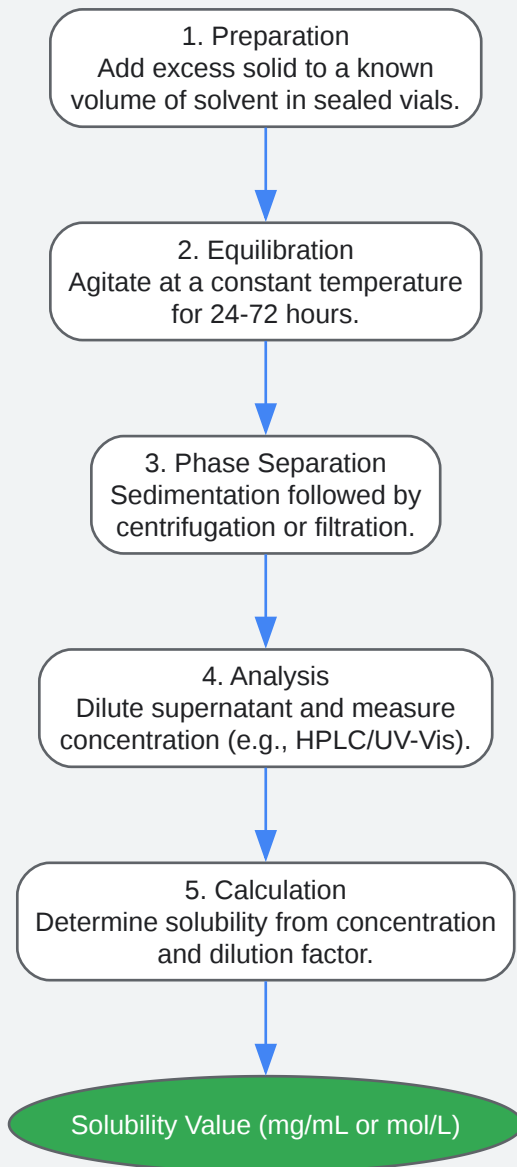 1. Preparation
Add excess solid to a known
volume of solvent in sealed vials.
2. Equilibration
Agitate at a constant temperature
for 24-72 hours.
3. Phase Separation
Sedimentation followed by
centrifugation or filtration.
4. Analysis
Dilute supernatant and measure
concentration (e.g., HPLC/UV-Vis).
5. Calculation
Determine solubility from concentration
and dilution factor.
Solubility Value (mg/mL or mol/L)